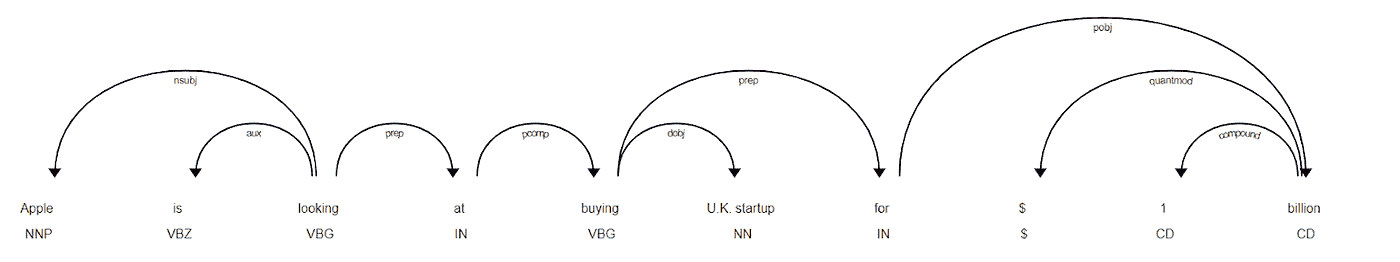 pobj
nsubj prep quantmod
aux prep pcomp dobj compound
Apple is looking at buying U.K. startup for $ 1 billion
NNP VBZ VBG IN VBG NN IN $ CD CD